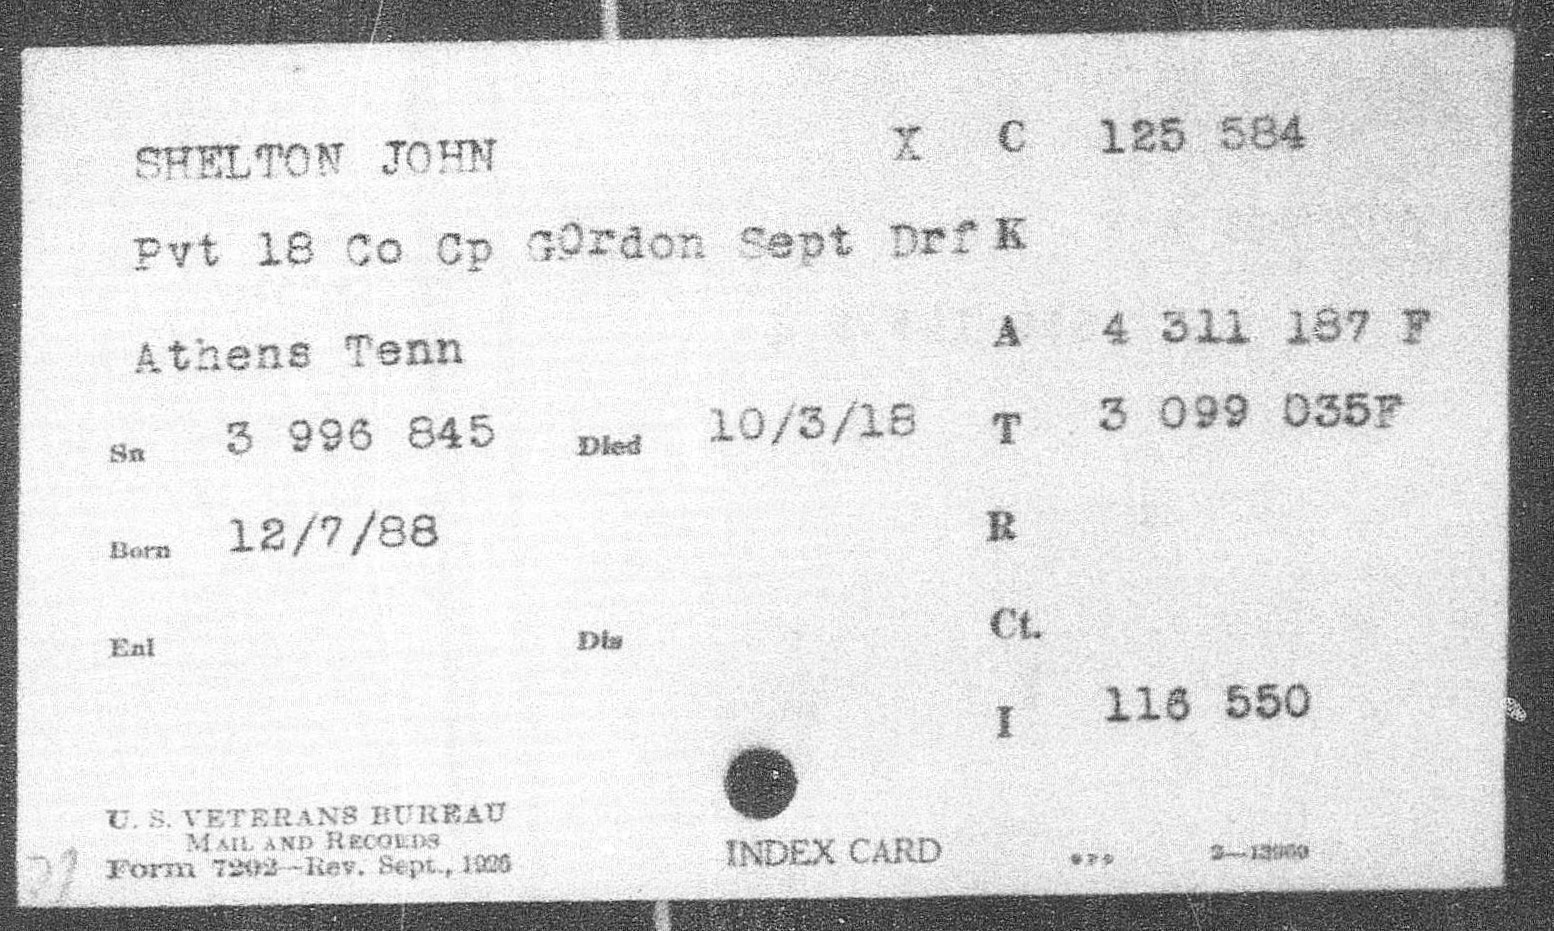 SHELTON JOHN X C 125 584
Pvt 18 Co Cp GOrdon Sept Drf K
Athens Tenn A 4 311 187 F
Sn 3 996 845 Died 10/3/18 T 3 099 035F
Born 12/7/88 R
Enl Dis Ct.
I 116 550
U. S. VETERANS BUREAU
MAIL AND RECORDS
Form 7202—Rev. Sept., 1926
INDEX CARD GPO